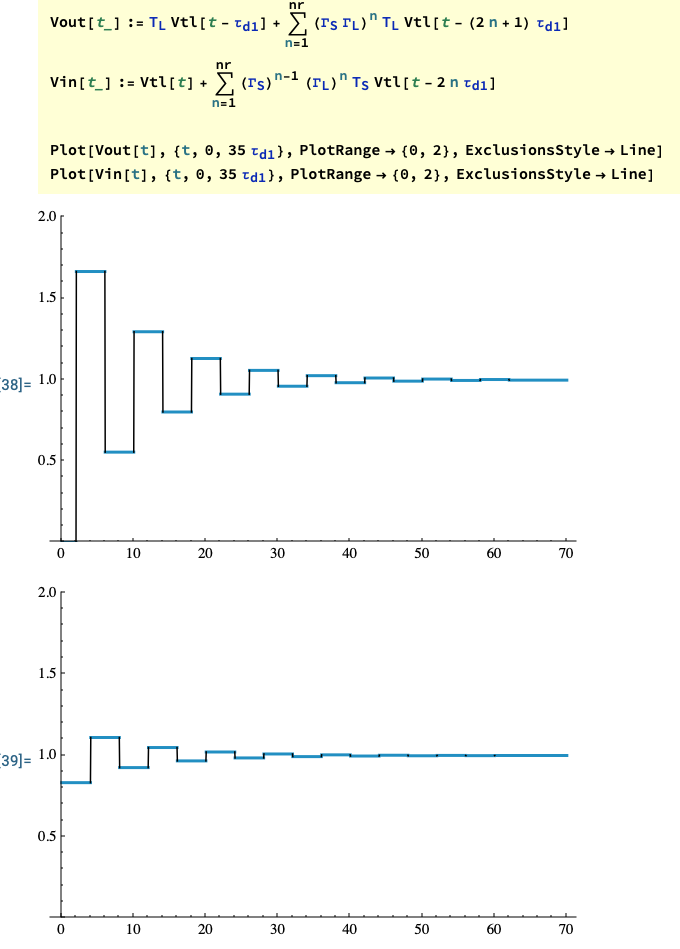 nr
Vout[t_] := T_L Vtl[t - τ_d1] + ∑ (Γ_S Γ_L)^n T_L Vtl[t - (2 n + 1) τ_d1]
n=1
nr
Vin[t_] := Vtl[t] + ∑ (Γ_S)^(n-1) (Γ_L)^n T_S Vtl[t - 2 n τ_d1]
n=1
Plot[Vout[t], {t, 0, 35 τ_d1}, PlotRange → {0, 2}, ExclusionsStyle → Line]
Plot[Vin[t], {t, 0, 35 τ_d1}, PlotRange → {0, 2}, ExclusionsStyle → Line]
2.0
1.5
38]=
1.0
0.5
0 10 20 30 40 50 60 70
2.0
1.5
39]=
1.0
0.5
0 10 20 30 40 50 60 70